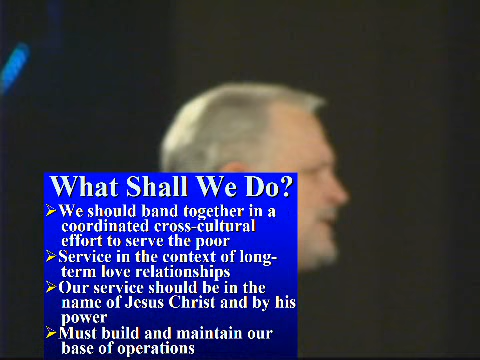 What Shall We Do?
We should band together in a
coordinated cross-cultural
effort to serve the poor
Service in the context of long-
term love relationships
Our service should be in the
name of Jesus Christ and by his
power
Must build and maintain our
base of operations